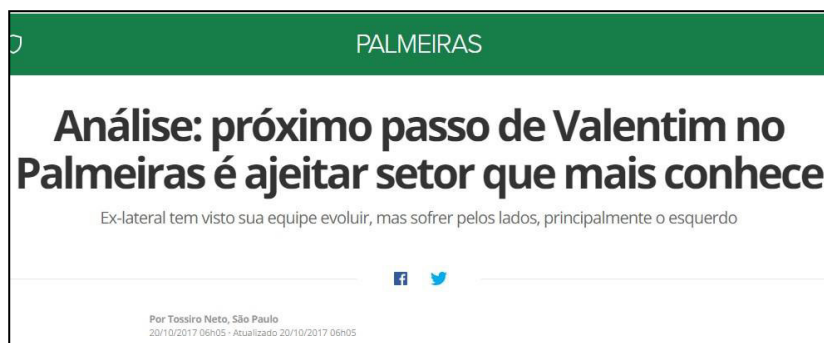 PALMEIRAS
Análise: próximo passo de Valentim no
Palmeiras é ajeitar setor que mais conhece
Ex-lateral tem visto sua equipe evoluir, mas sofrer pelos lados, principalmente o esquerdo
Por Tossiro Neto, São Paulo
20/10/2017 06h05 - Atualizado 20/10/2017 06h05